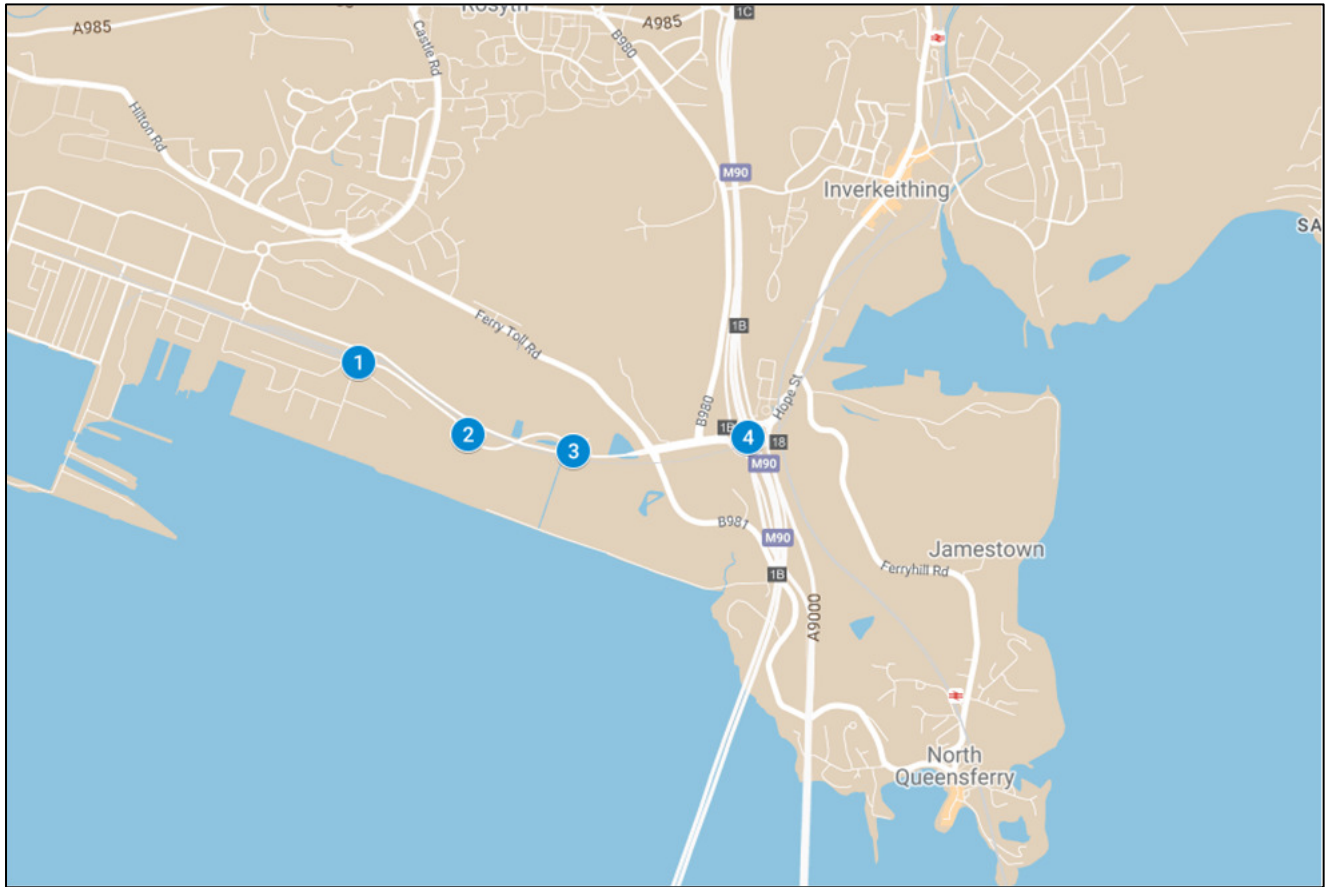 Rosyth
1C
A985
A985
Castle Rd
B980
Hilton Rd
M90
Inverkeithing
SA
1B
Ferry Toll Rd
1
Hope St
B980
2
3
1B
4
18
M90
B981
M90
Jamestown
1B
Ferryhill Rd
A9000
North
Queensferry